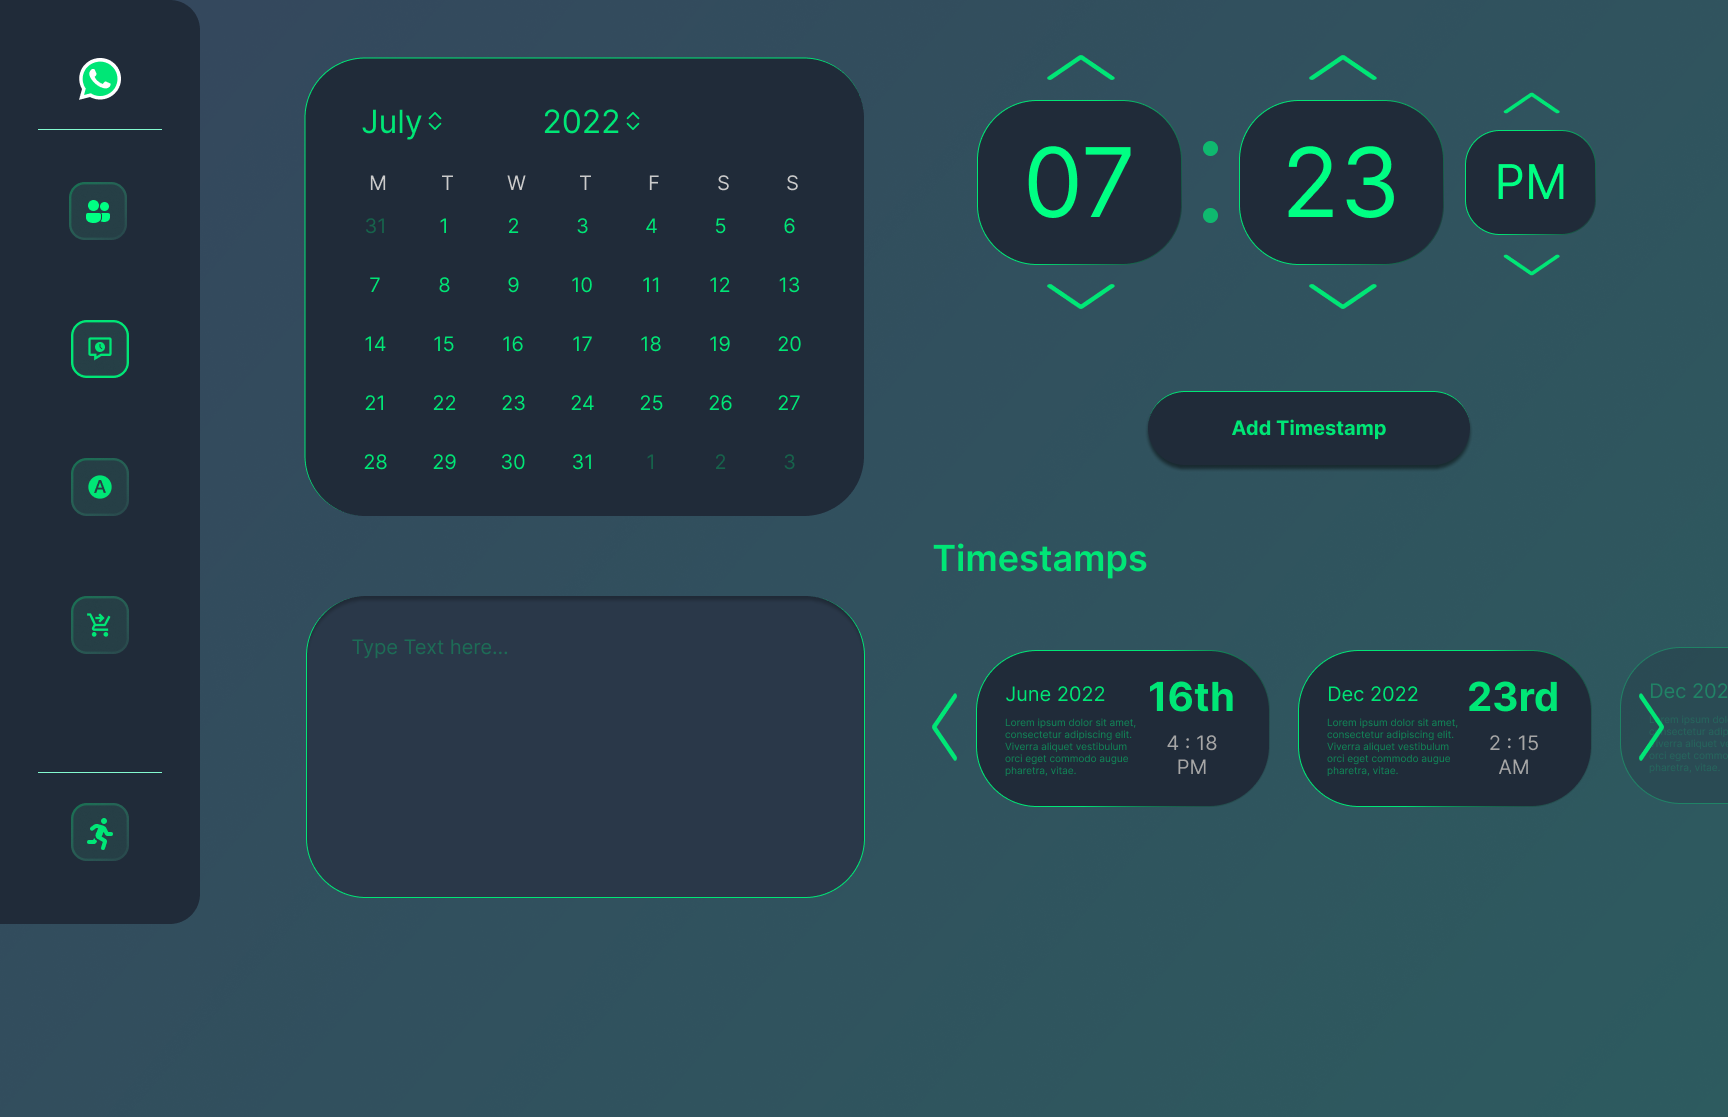 July 2022
M T W T F S S
31 1 2 3 4 5 6
7 8 9 10 11 12 13
14 15 16 17 18 19 20
21 22 23 24 25 26 27
28 29 30 31 1 2 3
07 : 23 PM
Add Timestamp
Timestamps
Type Text here...
June 2022
Lorem ipsum dolor sit amet,
consectetur adipiscing elit.
Viverra aliquet vestibulum
orci eget commodo augue
pharetra, vitae.
16th
4 : 18
PM
Dec 2022
Lorem ipsum dolor sit amet,
consectetur adipiscing elit.
Viverra aliquet vestibulum
orci eget commodo augue
pharetra, vitae.
23rd
2 : 15
AM
Dec 202
pharetra, vitae.
A